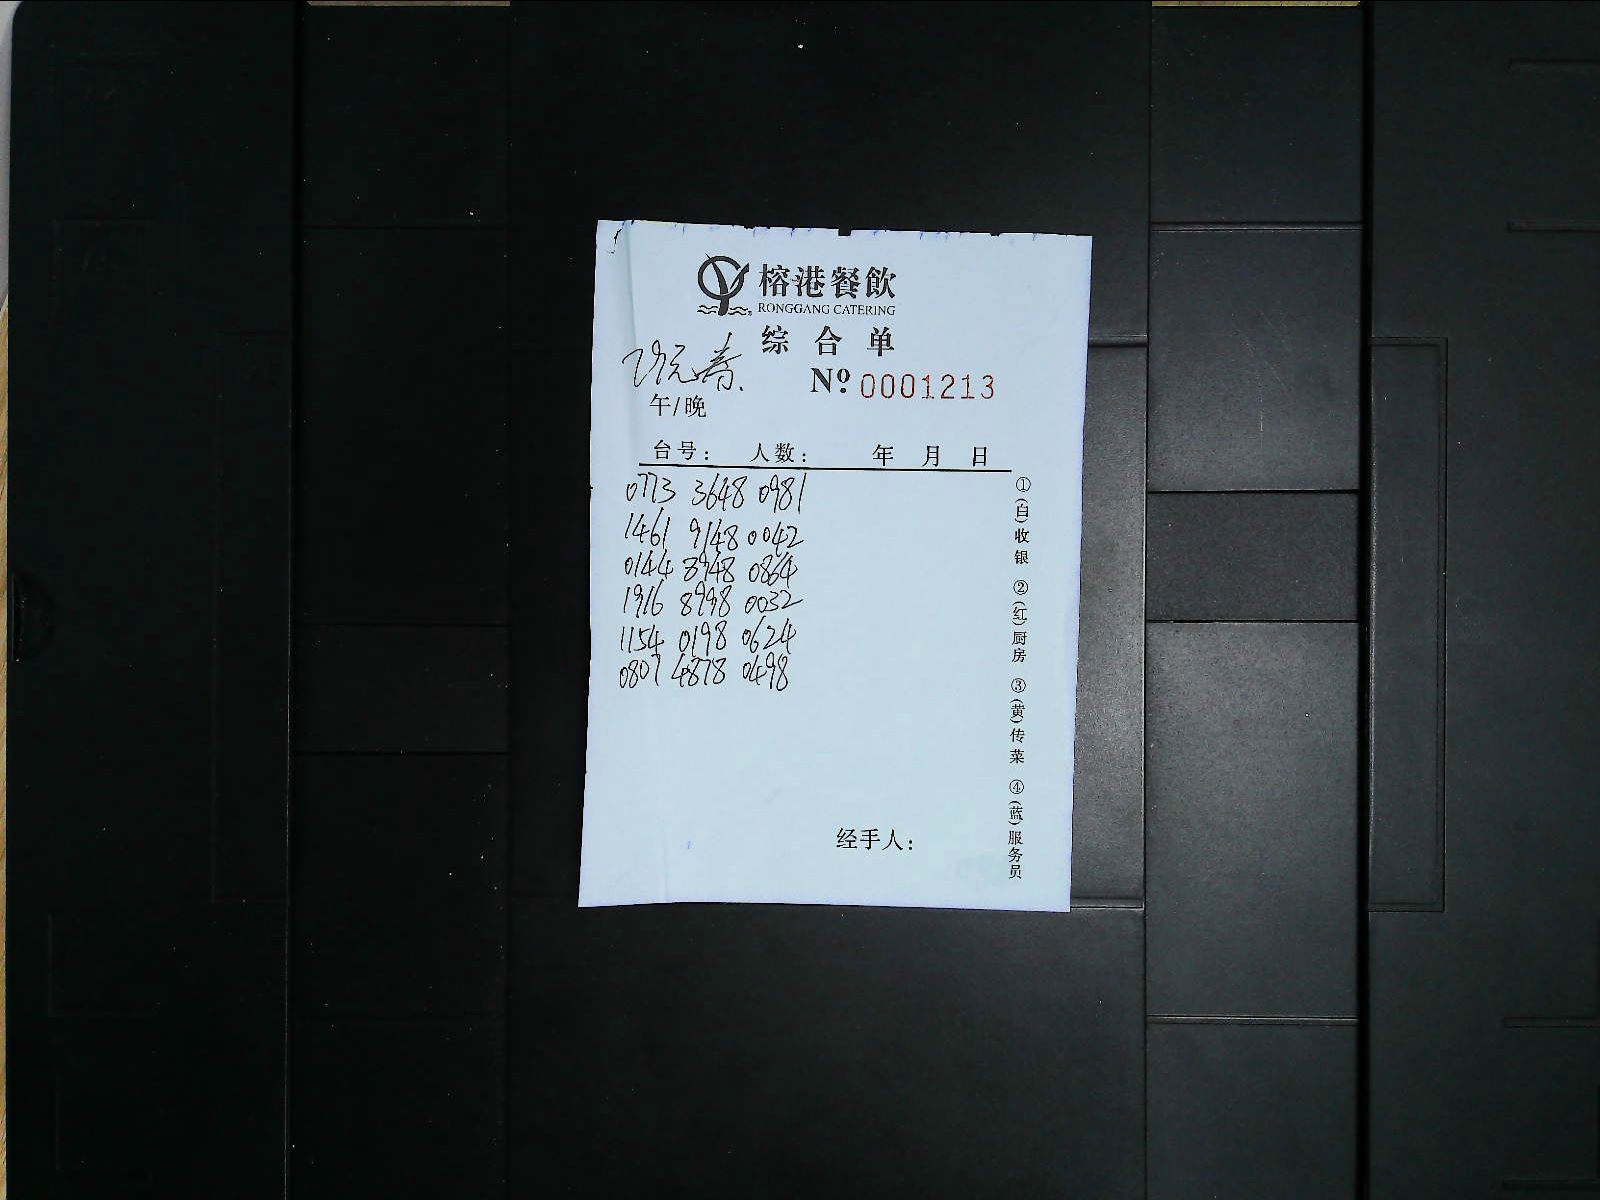 榕港餐飲
RONGGANG CATERING
综合单
№ 0001213
午/晚
台号： 人数： 年 月 日
0773 3648 0981
1461 9148 0042
0144 8948 0864
1916 8998 0032
1154 0198 0624
0807 4878 0498
①(白)收银 ②(红)厨房 ③(黄)传菜 ④(蓝)服务员
经手人：